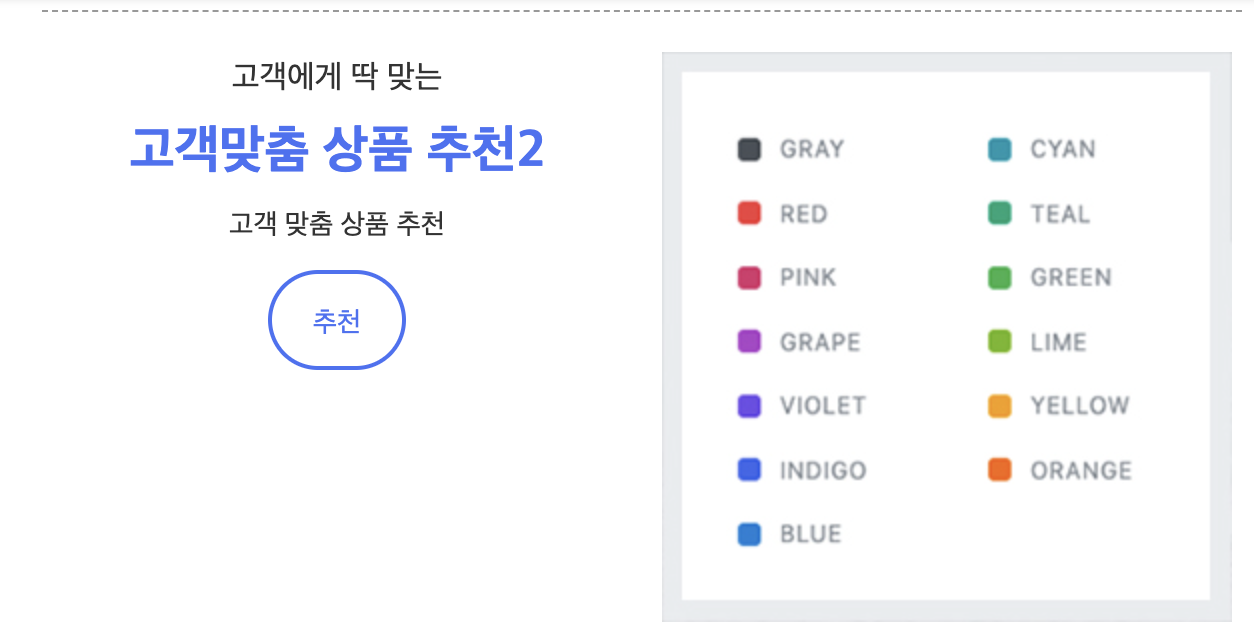 고객에게 딱 맞는
고객맞춤 상품 추천2
고객 맞춤 상품 추천
추천
GRAY
RED
PINK
GRAPE
VIOLET
INDIGO
BLUE
CYAN
TEAL
GREEN
LIME
YELLOW
ORANGE